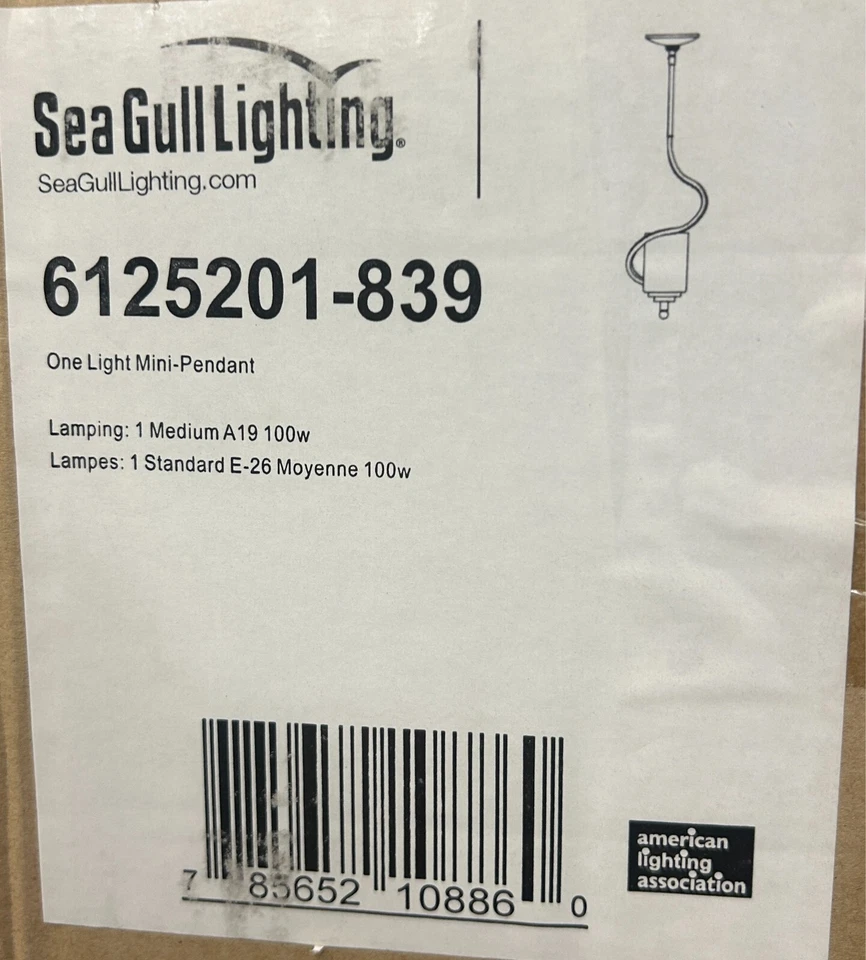 Sea Gull Lighting®
SeaGullLighting.com
6125201-839
One Light Mini-Pendant
Lamping: 1 Medium A19 100w
Lampes: 1 Standard E-26 Moyenne 100w
7 85652 10886 0
american
lighting
association